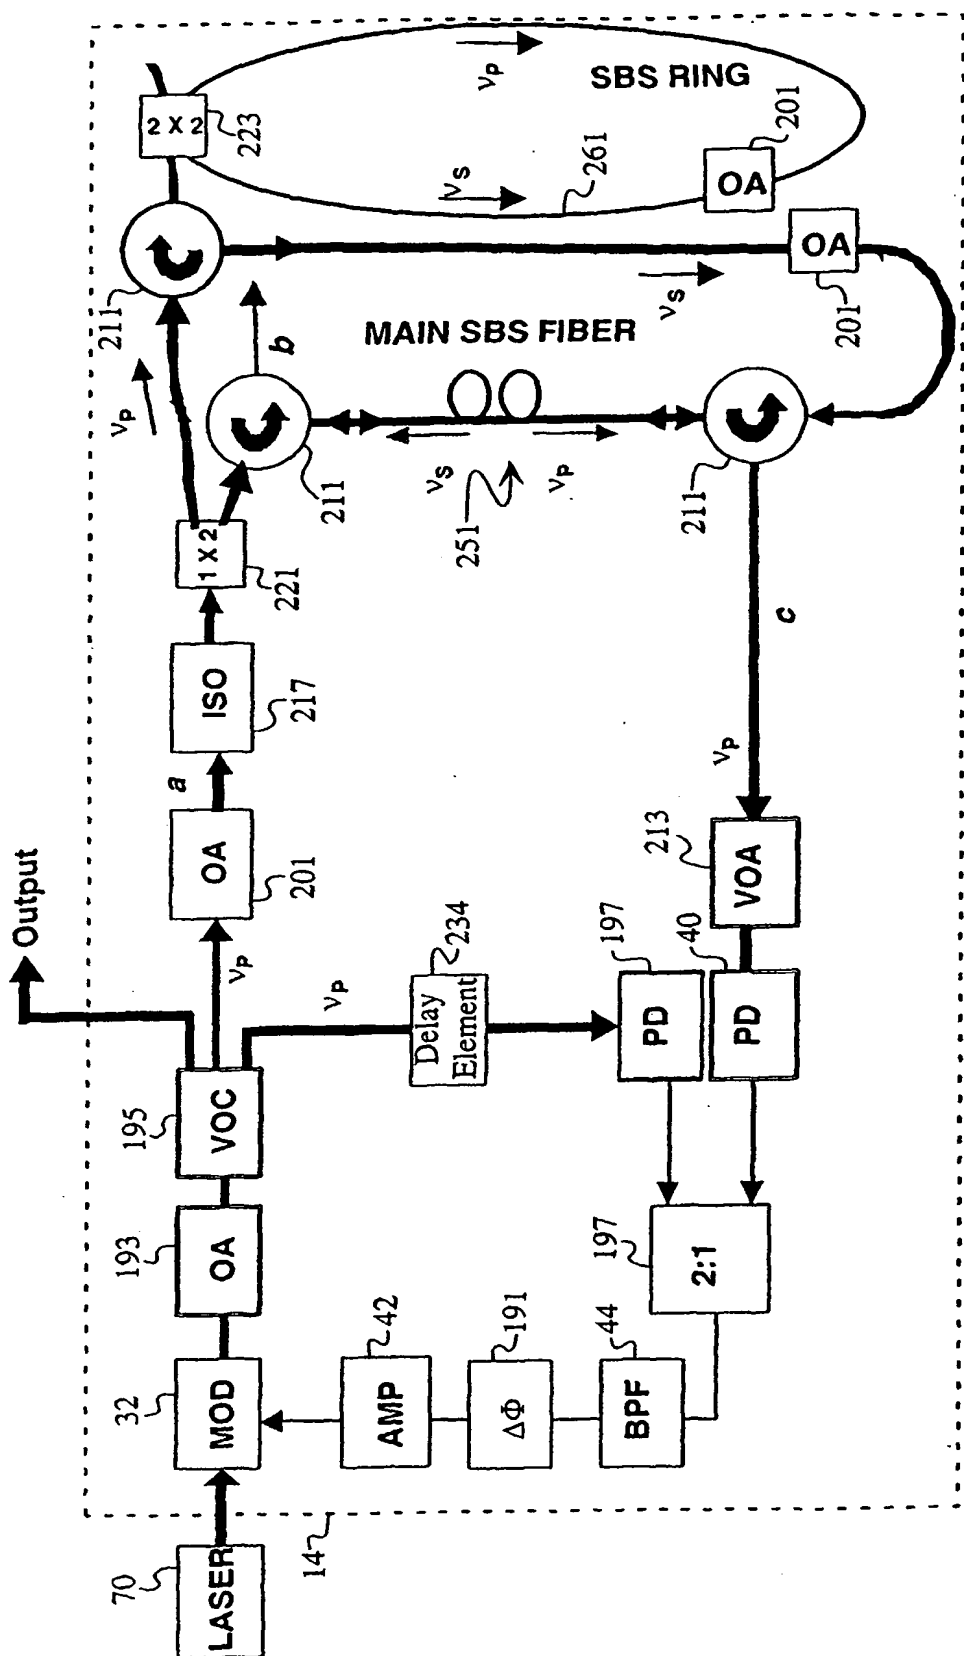 Output
LASER
70
14
MOD
32
OA
193
VOC
195
νP
OA
201
a
ISO
217
1 X 2
221
νP
211
2 X 2
223
νP
SBS RING
νS
261
OA
201
OA
201
νS
211
b
MAIN SBS FIBER
νS
251
νP
211
c
νP
VOA
213
PD
40
PD
197
νP
Delay
Element
234
2:1
197
BPF
44
ΔΦ
191
AMP
42